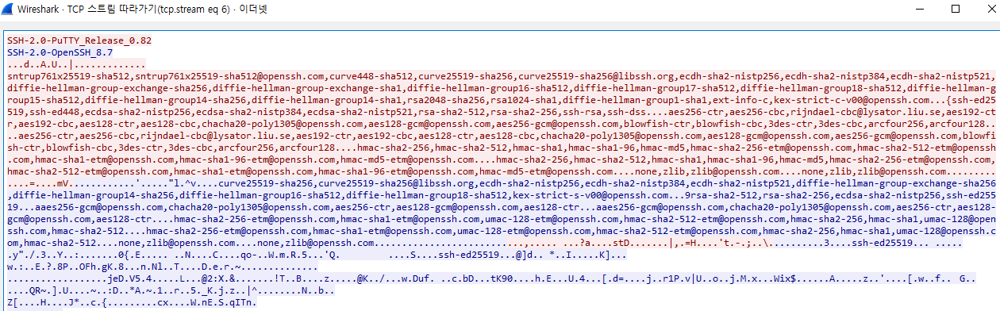 Wireshark · TCP 스트림 따라가기(tcp.stream eq 6) · 이더넷
SSH-2.0-PuTTY_Release_0.82
SSH-2.0-OpenSSH_8.7
...d..A.U..|.............
sntrup761x25519-sha512,sntrup761x25519-sha512@openssh.com,curve448-sha512,curve25519-sha256,curve25519-sha256@libssh.org,ecdh-sha2-nistp256,ecdh-sha2-nistp384,ecdh-sha2-nistp521,
diffie-hellman-group-exchange-sha256,diffie-hellman-group-exchange-sha1,diffie-hellman-group16-sha512,diffie-hellman-group17-sha512,diffie-hellman-group18-sha512,diffie-hellman-g
roup15-sha512,diffie-hellman-group14-sha256,diffie-hellman-group14-sha1,rsa2048-sha256,rsa1024-sha1,diffie-hellman-group1-sha1,ext-info-c,kex-strict-c-v00@openssh.com...{ssh-ed25
519,ssh-ed448,ecdsa-sha2-nistp256,ecdsa-sha2-nistp384,ecdsa-sha2-nistp521,rsa-sha2-512,rsa-sha2-256,ssh-rsa,ssh-dss....aes256-ctr,aes256-cbc,rijndael-cbc@lysator.liu.se,aes192-ct
r,aes192-cbc,aes128-ctr,aes128-cbc,chacha20-poly1305@openssh.com,aes128-gcm@openssh.com,aes256-gcm@openssh.com,blowfish-ctr,blowfish-cbc,3des-ctr,3des-cbc,arcfour256,arcfour128..
..aes256-ctr,aes256-cbc,rijndael-cbc@lysator.liu.se,aes192-ctr,aes192-cbc,aes128-ctr,aes128-cbc,chacha20-poly1305@openssh.com,aes128-gcm@openssh.com,aes256-gcm@openssh.com,blowfi
sh-ctr,blowfish-cbc,3des-ctr,3des-cbc,arcfour256,arcfour128....hmac-sha2-256,hmac-sha2-512,hmac-sha1,hmac-sha1-96,hmac-md5,hmac-sha2-256-etm@openssh.com,hmac-sha2-512-etm@openssh
.com,hmac-sha1-etm@openssh.com,hmac-sha1-96-etm@openssh.com,hmac-md5-etm@openssh.com....hmac-sha2-256,hmac-sha2-512,hmac-sha1,hmac-sha1-96,hmac-md5,hmac-sha2-256-etm@openssh.com,
hmac-sha2-512-etm@openssh.com,hmac-sha1-etm@openssh.com,hmac-sha1-96-etm@openssh.com,hmac-md5-etm@openssh.com....none,zlib,zlib@openssh.com....none,zlib,zlib@openssh.com..........
...=....mV............'....."l.^v....curve25519-sha256,curve25519-sha256@libssh.org,ecdh-sha2-nistp256,ecdh-sha2-nistp384,ecdh-sha2-nistp521,diffie-hellman-group-exchange-sha256
,diffie-hellman-group14-sha256,diffie-hellman-group16-sha512,diffie-hellman-group18-sha512,kex-strict-s-v00@openssh.com...9rsa-sha2-512,rsa-sha2-256,ecdsa-sha2-nistp256,ssh-ed255
19...aaes256-gcm@openssh.com,chacha20-poly1305@openssh.com,aes256-ctr,aes128-gcm@openssh.com,aes128-ctr...aaes256-gcm@openssh.com,chacha20-poly1305@openssh.com,aes256-ctr,aes128-
gcm@openssh.com,aes128-ctr....hmac-sha2-256-etm@openssh.com,hmac-sha1-etm@openssh.com,umac-128-etm@openssh.com,hmac-sha2-512-etm@openssh.com,hmac-sha2-256,hmac-sha1,umac-128@open
ssh.com,hmac-sha2-512....hmac-sha2-256-etm@openssh.com,hmac-sha1-etm@openssh.com,umac-128-etm@openssh.com,hmac-sha2-512-etm@openssh.com,hmac-sha2-256,hmac-sha1,umac-128@openssh.c
om,hmac-sha2-512....none,zlib@openssh.com....none,zlib@openssh.com.......................,..... ...?a....stD.......|,.=H....'t.-.;..\.........3....ssh-ed25519... .....
.y"./.3..Y..:.......0{.E..... ..N....C....qo-..W.m.R.5...'Q. ....S....ssh-ed25519...@]d.. *..I.....K]...
w.:..E.?.8P..OFh.gK.8...n.Nl..T....D.e.r.~.............
.................jeD.V5.4.....L...@2:X.&.......!T..B....z.....@K../...w.Duf. ..c.bD...tK90....h.E...U.4...[.d=....j..r1P.v|U..o..j.M.x...Wix$......A.....z..'....[.w..f.. G..
....QR~.].U....~..:D..*A.~.1..r..5._K.j.z..|^........N..b..
Z[....H....J*..c.{.........cx....W.nE.S.qITn.